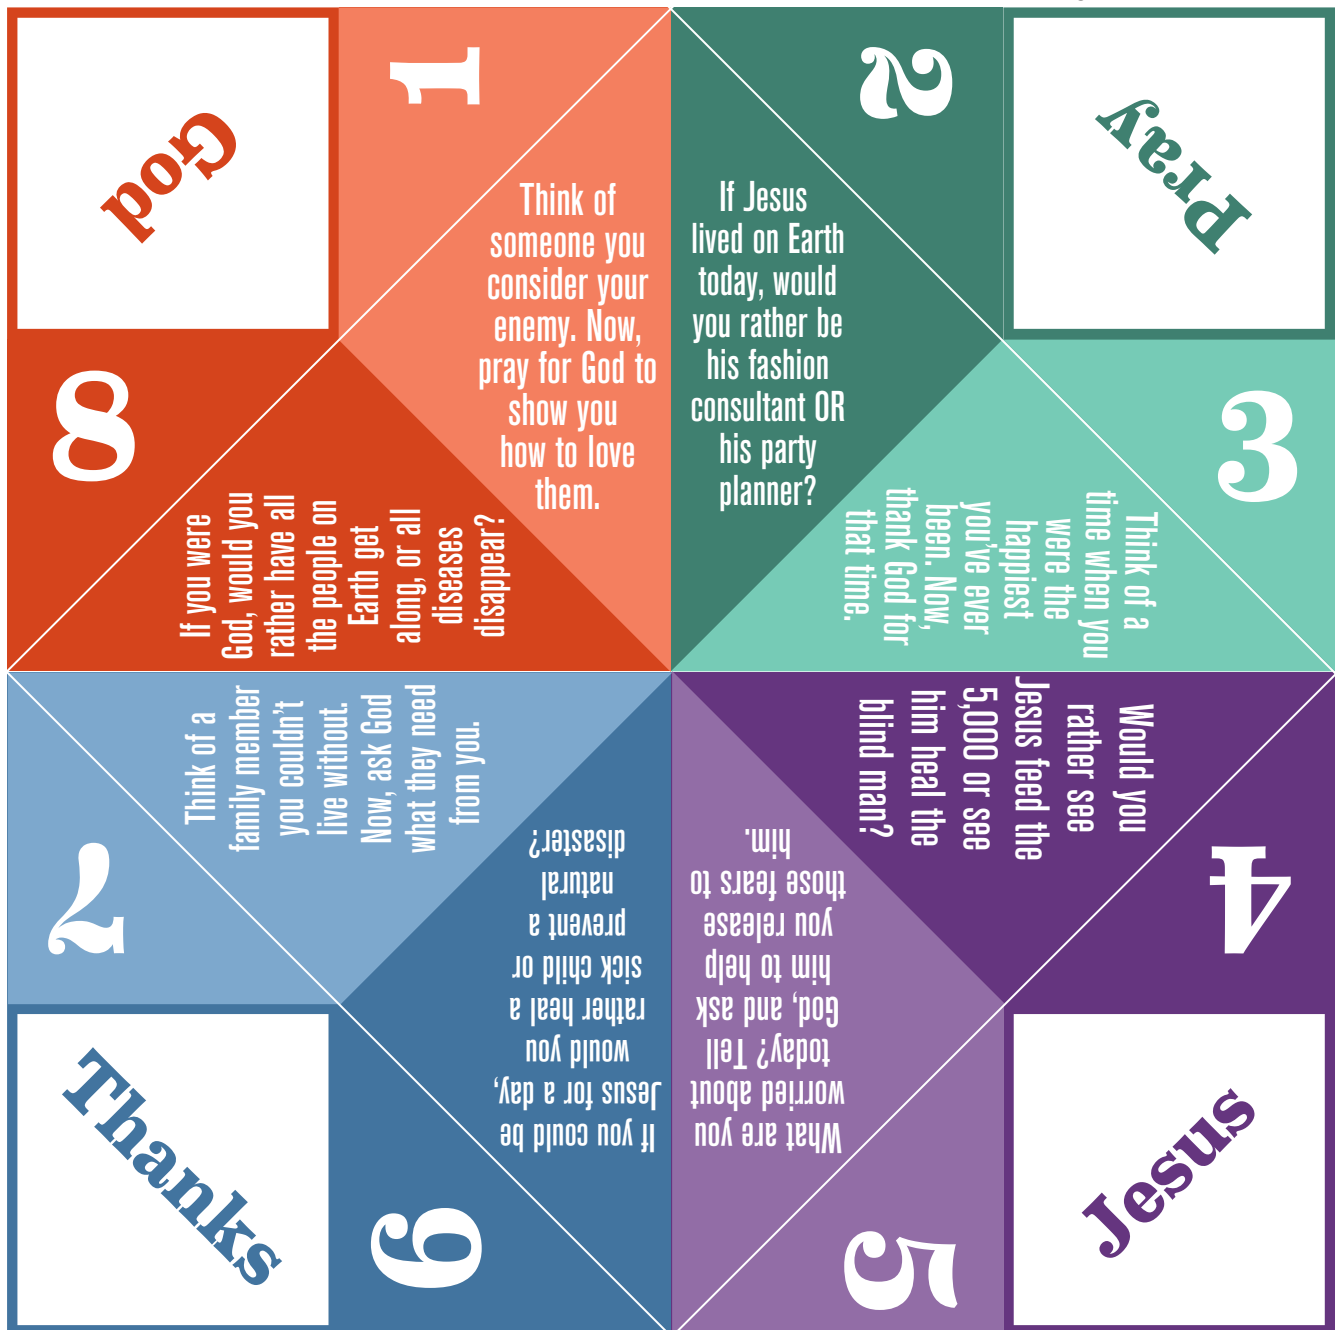 God
1
Think of
someone you
consider your
enemy. Now,
pray for God to
show you
how to love
them.
2
If Jesus
lived on Earth
today, would
you rather be
his fashion
consultant OR
his party
planner?
Pray
3
Think of a
time when you
were the
happiest
you've ever
been. Now,
thank God for
that time.
4
Would you
rather see
Jesus feed the
5,000 or see
him heal the
blind man?
Jesus
5
What are you
worried about
today? Tell
God, and ask
him to help
you release
those fears to
him.
6
If you could be
Jesus for a day,
would you
rather heal a
sick child or
prevent a
natural
disaster?
Thanks
7
Think of a
family member
you couldn't
live without.
Now, ask God
what they need
from you.
8
If you were
God, would you
rather have all
the people on
Earth get
along, or all
diseases
disappear?